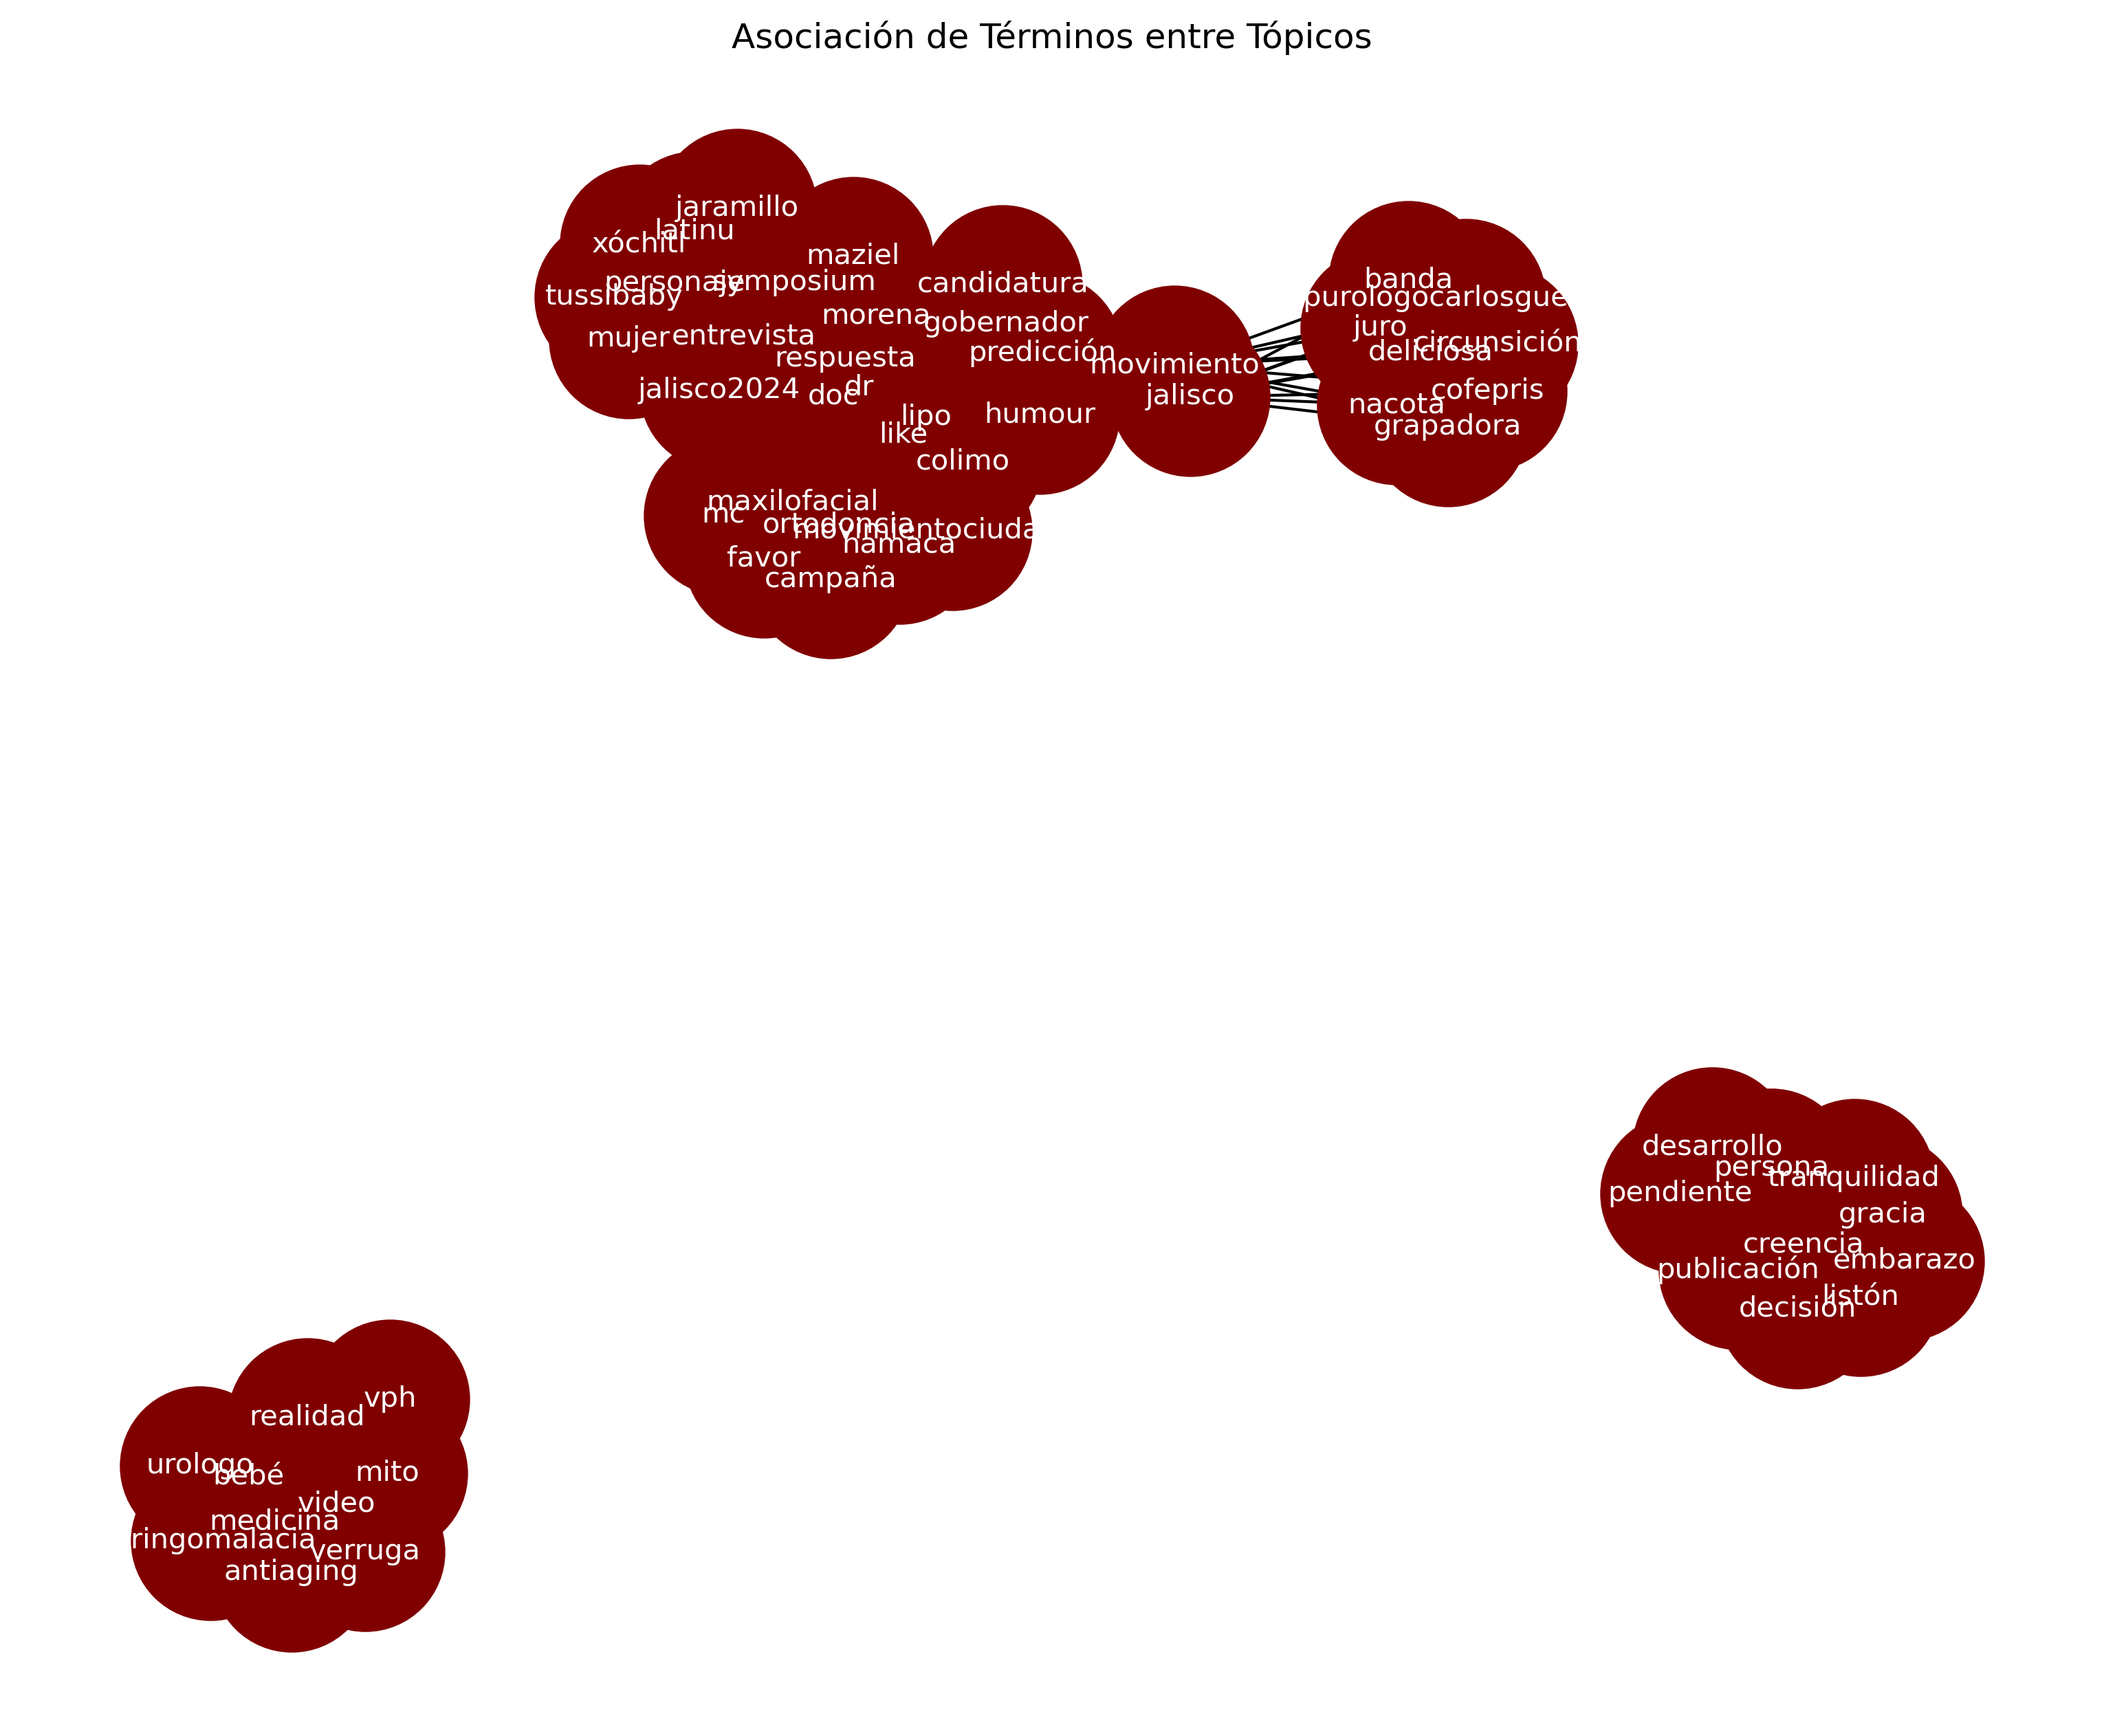 Asociación de Términos entre Tópicos
jaramillo
latinu
xóchitl
maziel
personaje
symposium
tussibaby
candidatura
morena
gobernador
mujer
entrevista
respuesta
predicción
movimiento
jalisco2024
doc
dr
jalisco
lipo
humour
like
colimo
maxilofacial
mc
ortodoncia
movimientociuda
hamaca
favor
campaña
banda
purologocarlosgue
juro
circunsición
deliciosa
cofepris
nacota
grapadora
desarrollo
persona
tranquilidad
pendiente
gracia
creencia
embarazo
publicación
listón
decisión
vph
realidad
urologo
bebé
mito
video
medicina
ringomalacia
verruga
antiaging